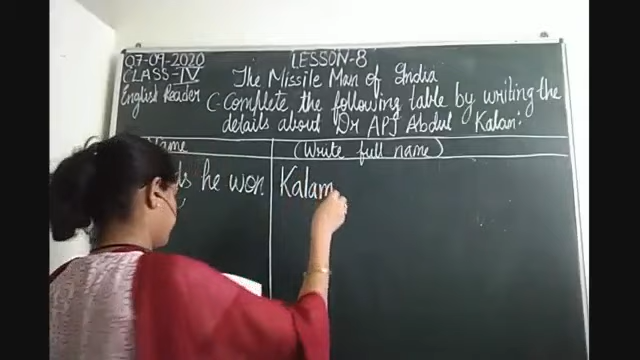 07-09-2020 LESSON-8
CLASS-IV The Missile Man of India
English Reader C-Complete the following table by writing the
details about Dr APJ Abdul Kalam.
Name (Write full name)
he won Kalam